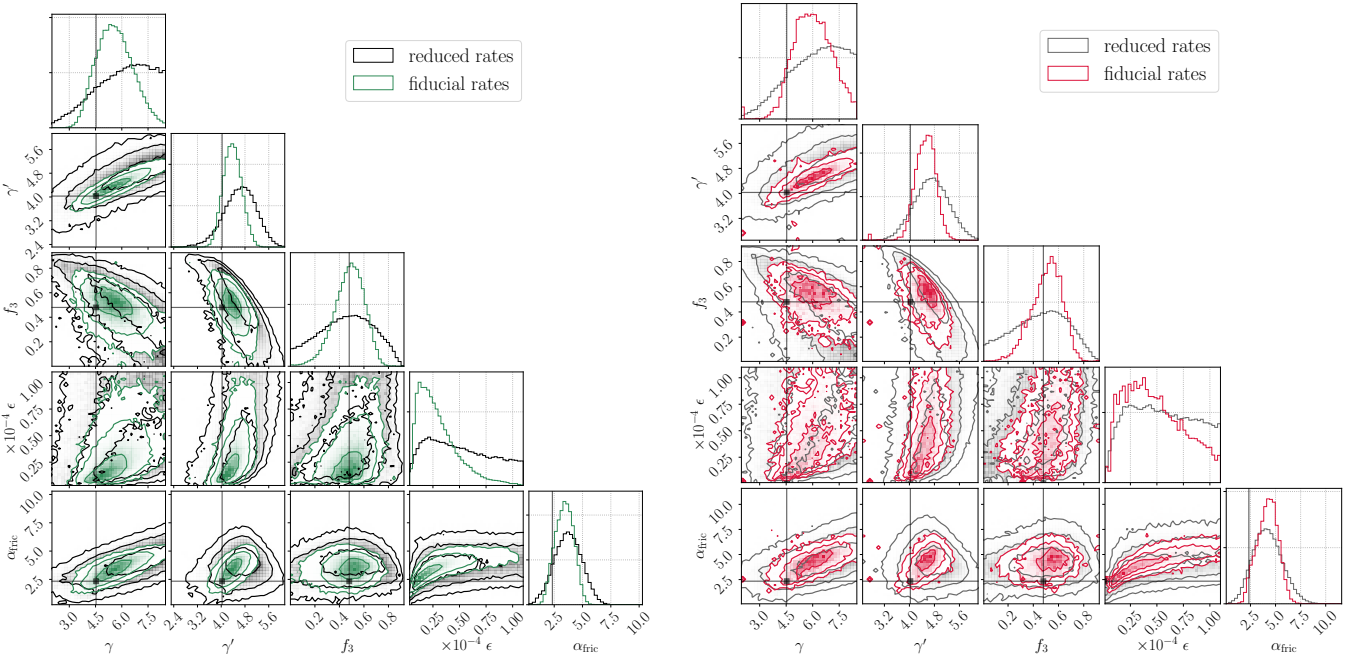 reduced rates
fiducial rates
γ′
5.6
4.8
4.0
3.2
2.4
f₃
0.8
0.6
0.4
0.2
×10⁻⁴ ϵ
1.00
0.75
0.50
0.25
α_fric
10.0
7.5
5.0
2.5
3.0 4.5 6.0 7.5
2.4 3.2 4.0 4.8 5.6
0.2 0.4 0.6 0.8
0.25 0.50 0.75 1.00
2.5 5.0 7.5 10.0
γ γ′ f₃ ×10⁻⁴ ϵ α_fric
reduced rates
fiducial rates
γ′
5.6
4.8
4.0
3.2
f₃
0.8
0.6
0.4
0.2
×10⁻⁴ ϵ
1.00
0.75
0.50
0.25
α_fric
10.0
7.5
5.0
2.5
3.0 4.5 6.0 7.5
3.2 4.0 4.8 5.6
0.2 0.4 0.6 0.8
0.25 0.50 0.75 1.00
2.5 5.0 7.5 10.0
γ γ′ f₃ ×10⁻⁴ ϵ α_fric